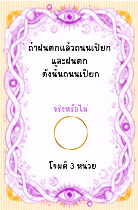 ถ้าฝนตกแล้วถนนเปียก
และฝนตก
ดังนั้นถนนเปียก
จริงหรือไม่
โจมตี 3 หน่วย